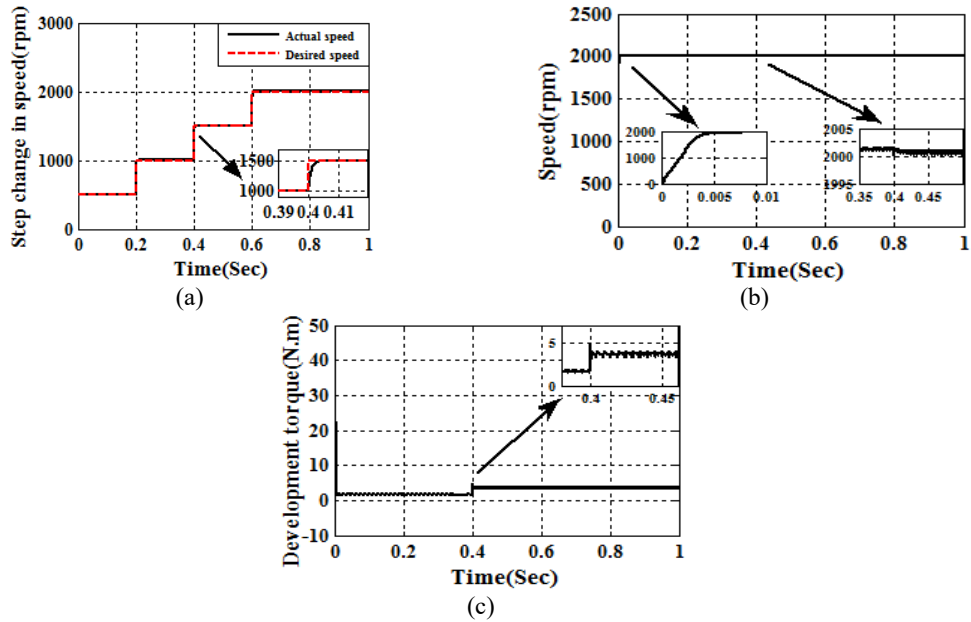 Step change in speed(rpm)
3000
2000
1000
0
Actual speed
Desired speed
1500
1000
0.39 0.4 0.41
0 0.2 0.4 0.6 0.8 1
Time(Sec)
(a)
Speed(rpm)
2500
2000
1500
1000
500
0
2000
1000
0
0 0.005 0.01
2005
2000
1995
0.35 0.4 0.45
0 0.2 0.4 0.6 0.8 1
Time(Sec)
(b)
Development torque(N.m)
50
40
30
20
10
0
-10
5
0
0.4 0.45
0 0.2 0.4 0.6 0.8 1
Time(Sec)
(c)